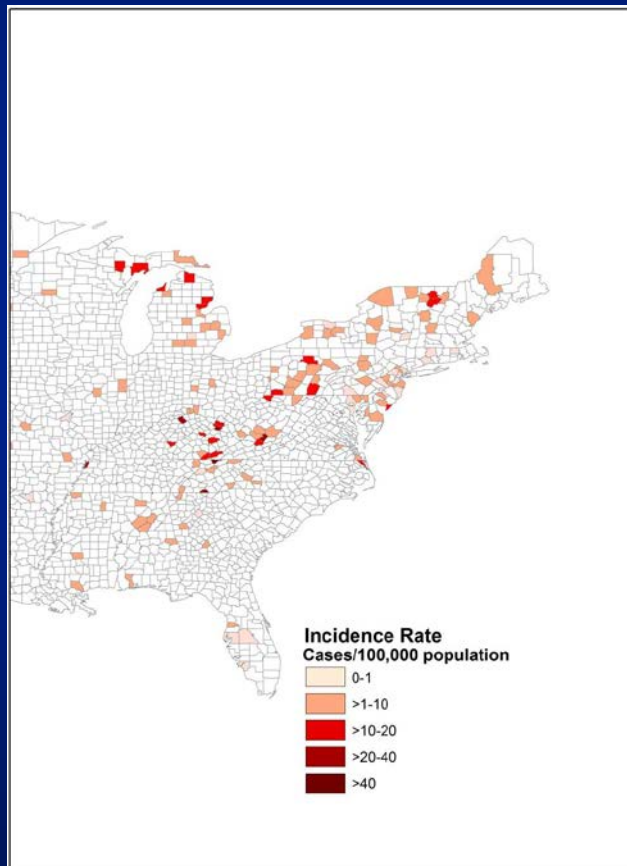 Incidence Rate
Cases/100,000 population
0-1
>1-10
>10-20
>20-40
>40